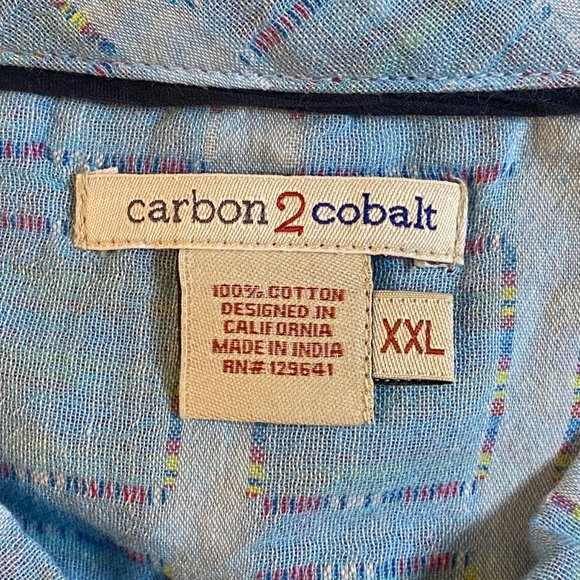 carbon 2 cobalt
100% COTTON
DESIGNED IN
CALIFORNIA
MADE IN INDIA
RN# 129641
XXL